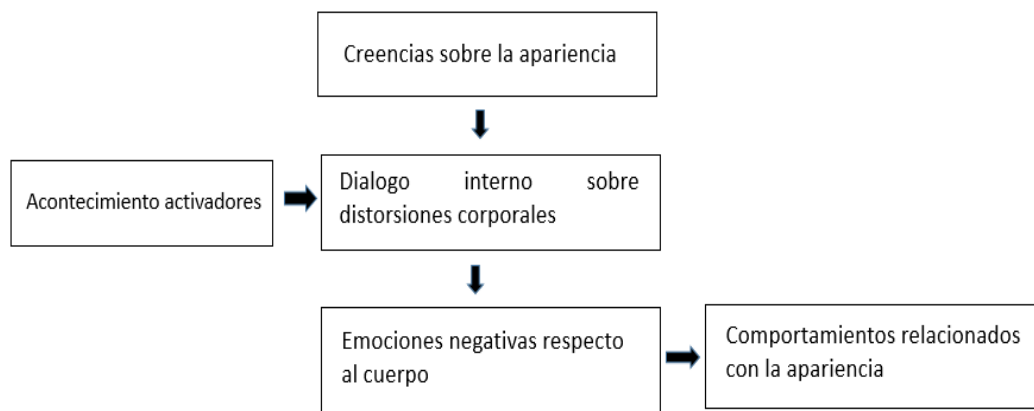 Creencias sobre la apariencia
Acontecimiento activadores
Dialogo interno sobre
distorsiones corporales
Emociones negativas respecto
al cuerpo
Comportamientos relacionados
con la apariencia